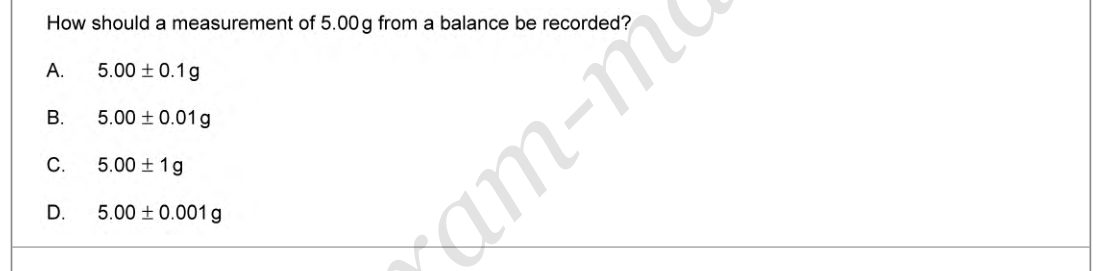 How should a measurement of 5.00 g from a balance be recorded?
A. 5.00 ± 0.1 g
B. 5.00 ± 0.01 g
C. 5.00 ± 1 g
D. 5.00 ± 0.001 g